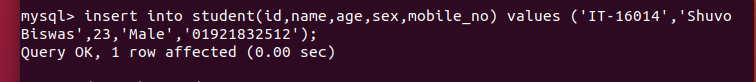 mysql> insert into student(id,name,age,sex,mobile_no) values ('IT-16014','Shuvo
Biswas',23,'Male','01921832512');
Query OK, 1 row affected (0.00 sec)